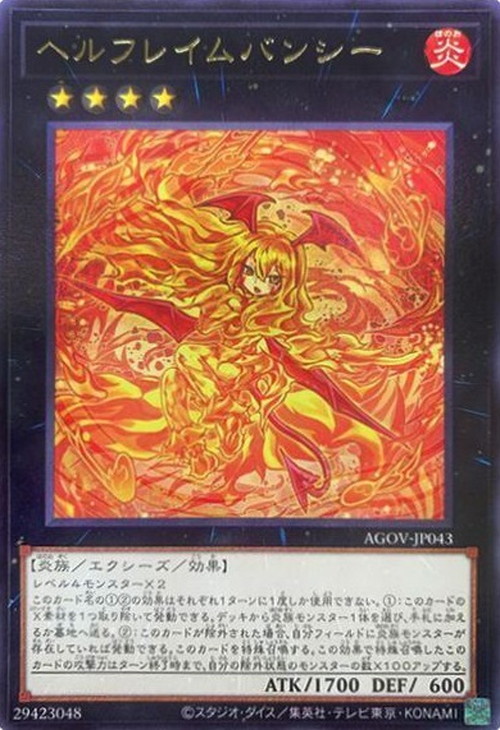 ヘルフレイムバンシー
炎
AGOV-JP043
【炎族／エクシーズ／効果】
レベル4モンスター×2
このカード名の①②の効果はそれぞれ1ターンに1度しか使用できない。①：このカードの
X素材を1つ取り除いて発動できる。デッキから炎族モンスター1体を選び、手札に加え
るか墓地へ送る。②：このカードが除外された場合、自分フィールドに炎族モンスターが
存在していれば発動できる。このカードを特殊召喚する。この効果で特殊召喚したこ
のカードの攻撃力はターン終了時まで、自分の除外状態のモンスターの数×100アップする。
ATK/1700 DEF/ 600
29423048
©スタジオ・ダイス／集英社・テレビ東京・KONAMI